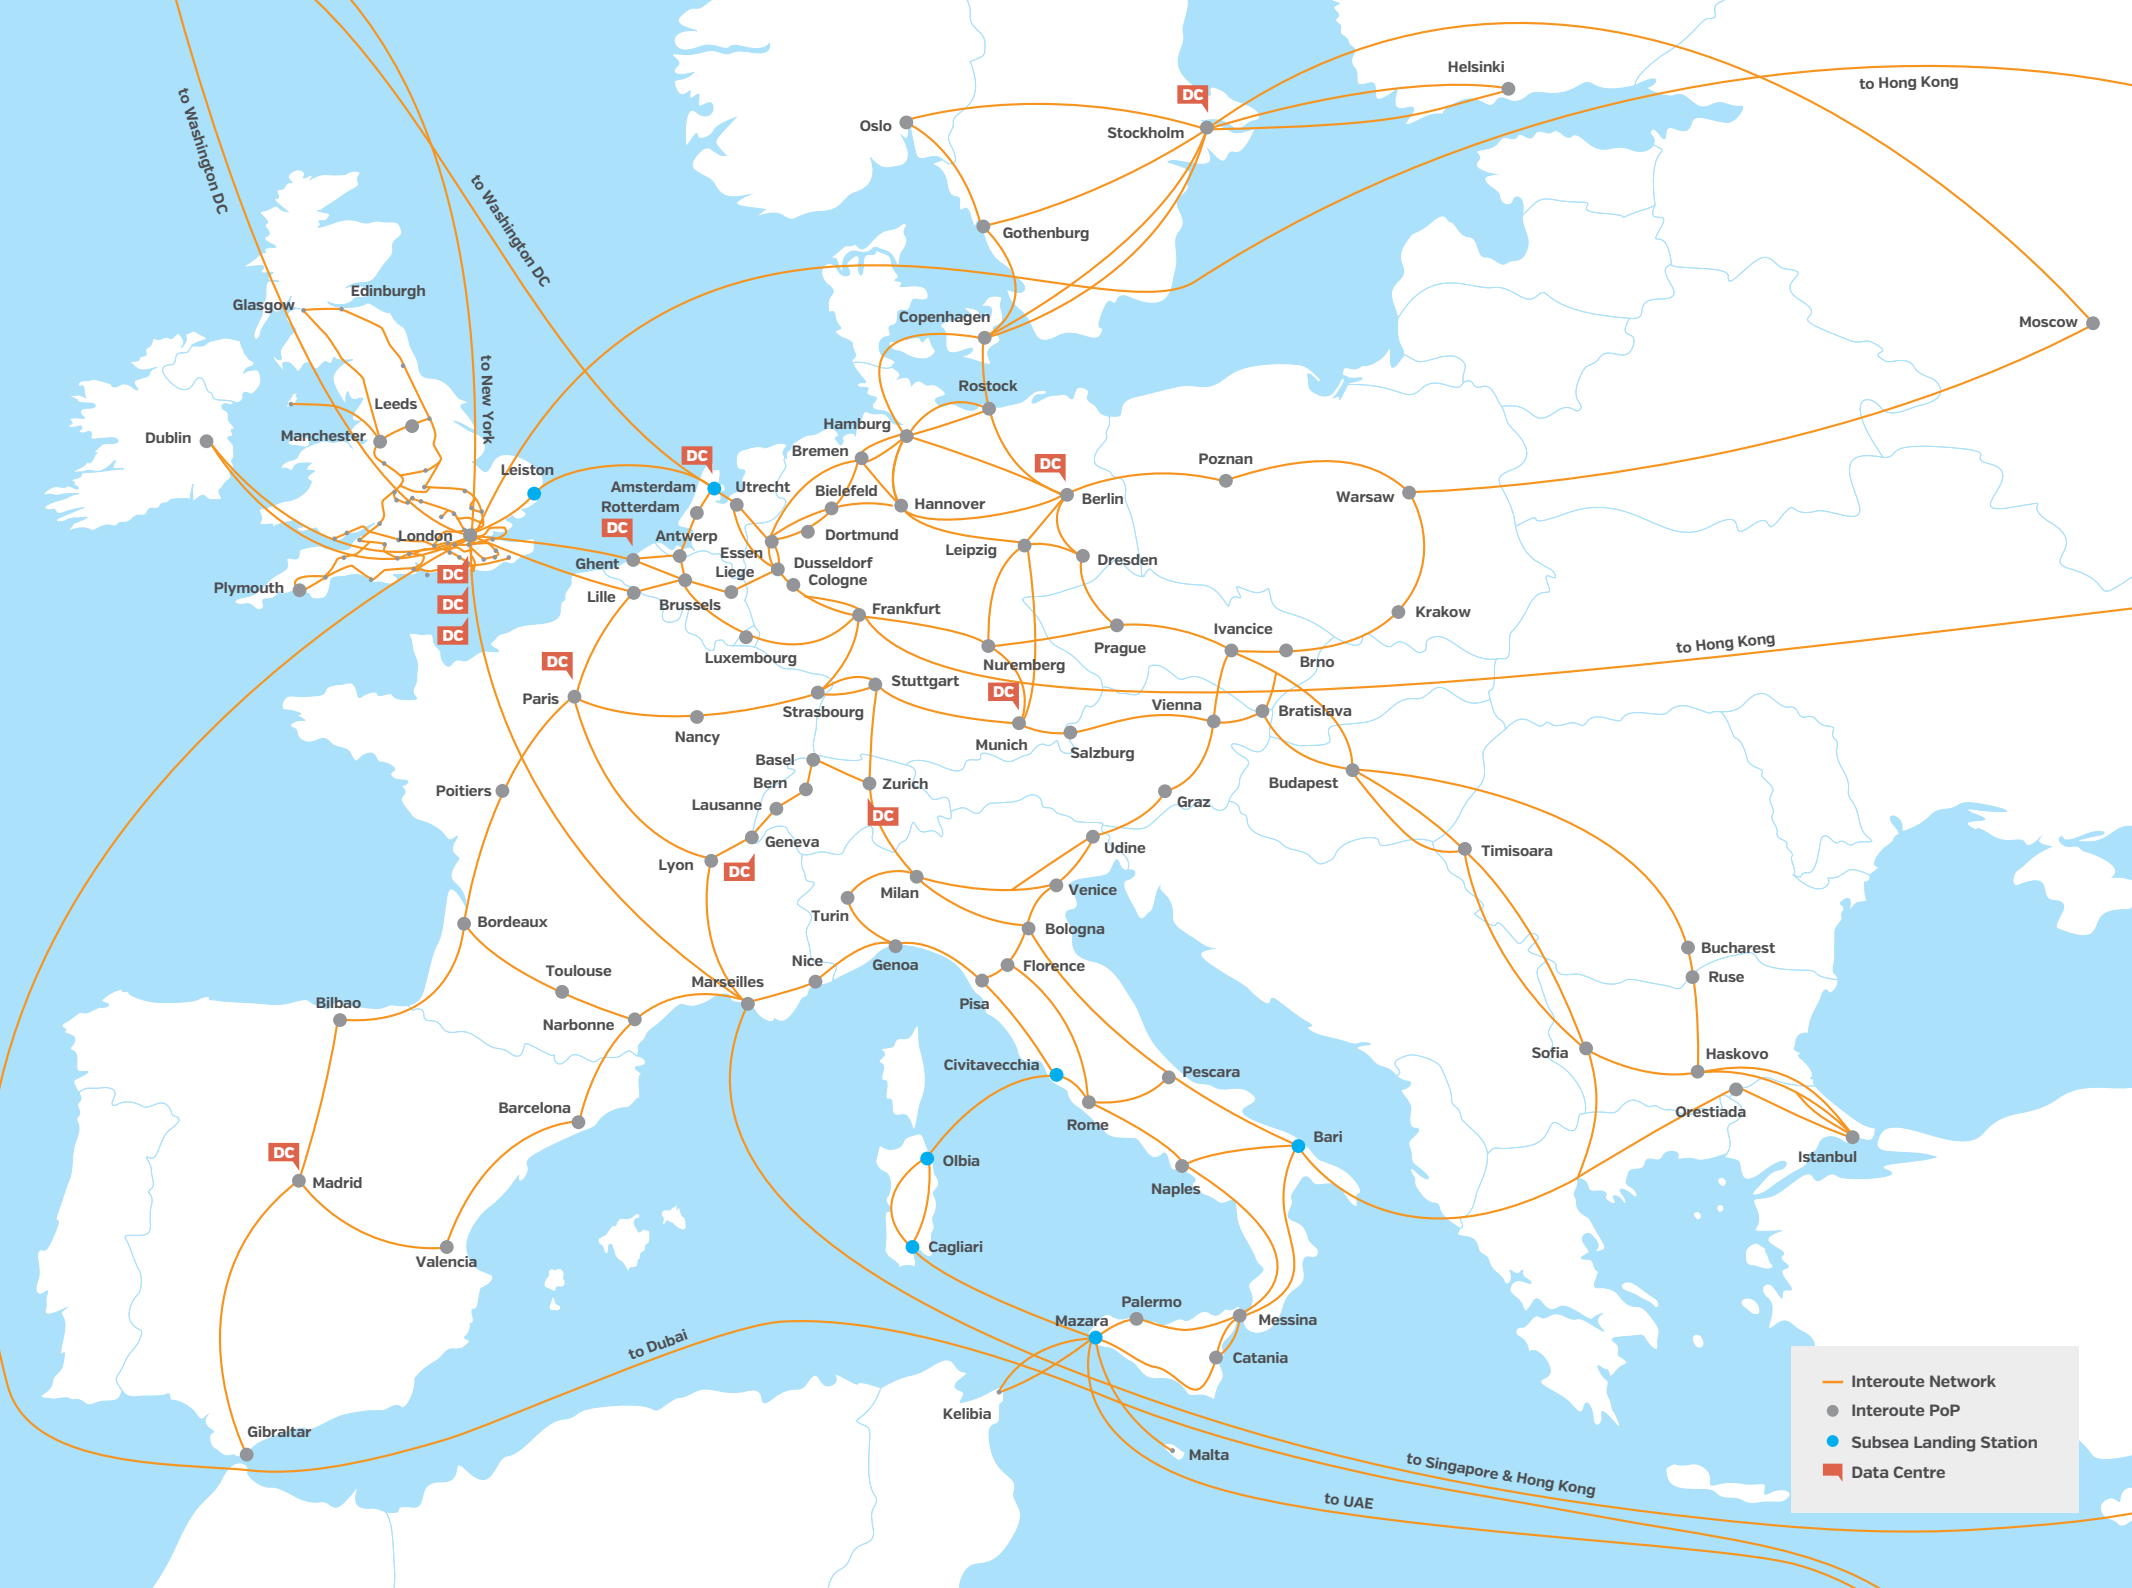 to Washington DC
to Washington DC
to New York
to Hong Kong
Helsinki
DC
Stockholm
Oslo
Gothenburg
Moscow
Copenhagen
Edinburgh
Glasgow
Leeds
Manchester
Dublin
Plymouth
London
DC
DC
DC
Leiston
DC
Amsterdam
Utrecht
Rotterdam
DC
Antwerp
Ghent
Lille
Brussels
Liege
Essen
Dusseldorf
Cologne
Dortmund
Bielefeld
Bremen
Hamburg
Rostock
Hannover
DC
Berlin
Poznan
Warsaw
Leipzig
Dresden
Krakow
Frankfurt
Luxembourg
Nuremberg
Prague
Ivancice
Brno
to Hong Kong
DC
Paris
Nancy
Strasbourg
Stuttgart
DC
Munich
Salzburg
Vienna
Bratislava
Budapest
Basel
Bern
Lausanne
Geneva
DC
Zurich
DC
Graz
Udine
Poitiers
Lyon
Milan
Turin
Venice
Bologna
Timisoara
Bordeaux
Toulouse
Narbonne
Marseilles
Nice
Genoa
Florence
Pisa
Bucharest
Ruse
Bilbao
Barcelona
Civitavecchia
Pescara
Rome
Sofia
Haskovo
Orestiada
Istanbul
DC
Madrid
Valencia
Olbia
Cagliari
Naples
Bari
Palermo
Mazara
Messina
Catania
Kelibia
Malta
Gibraltar
to Dubai
to Singapore & Hong Kong
to UAE
Interoute Network
Interoute PoP
Subsea Landing Station
Data Centre